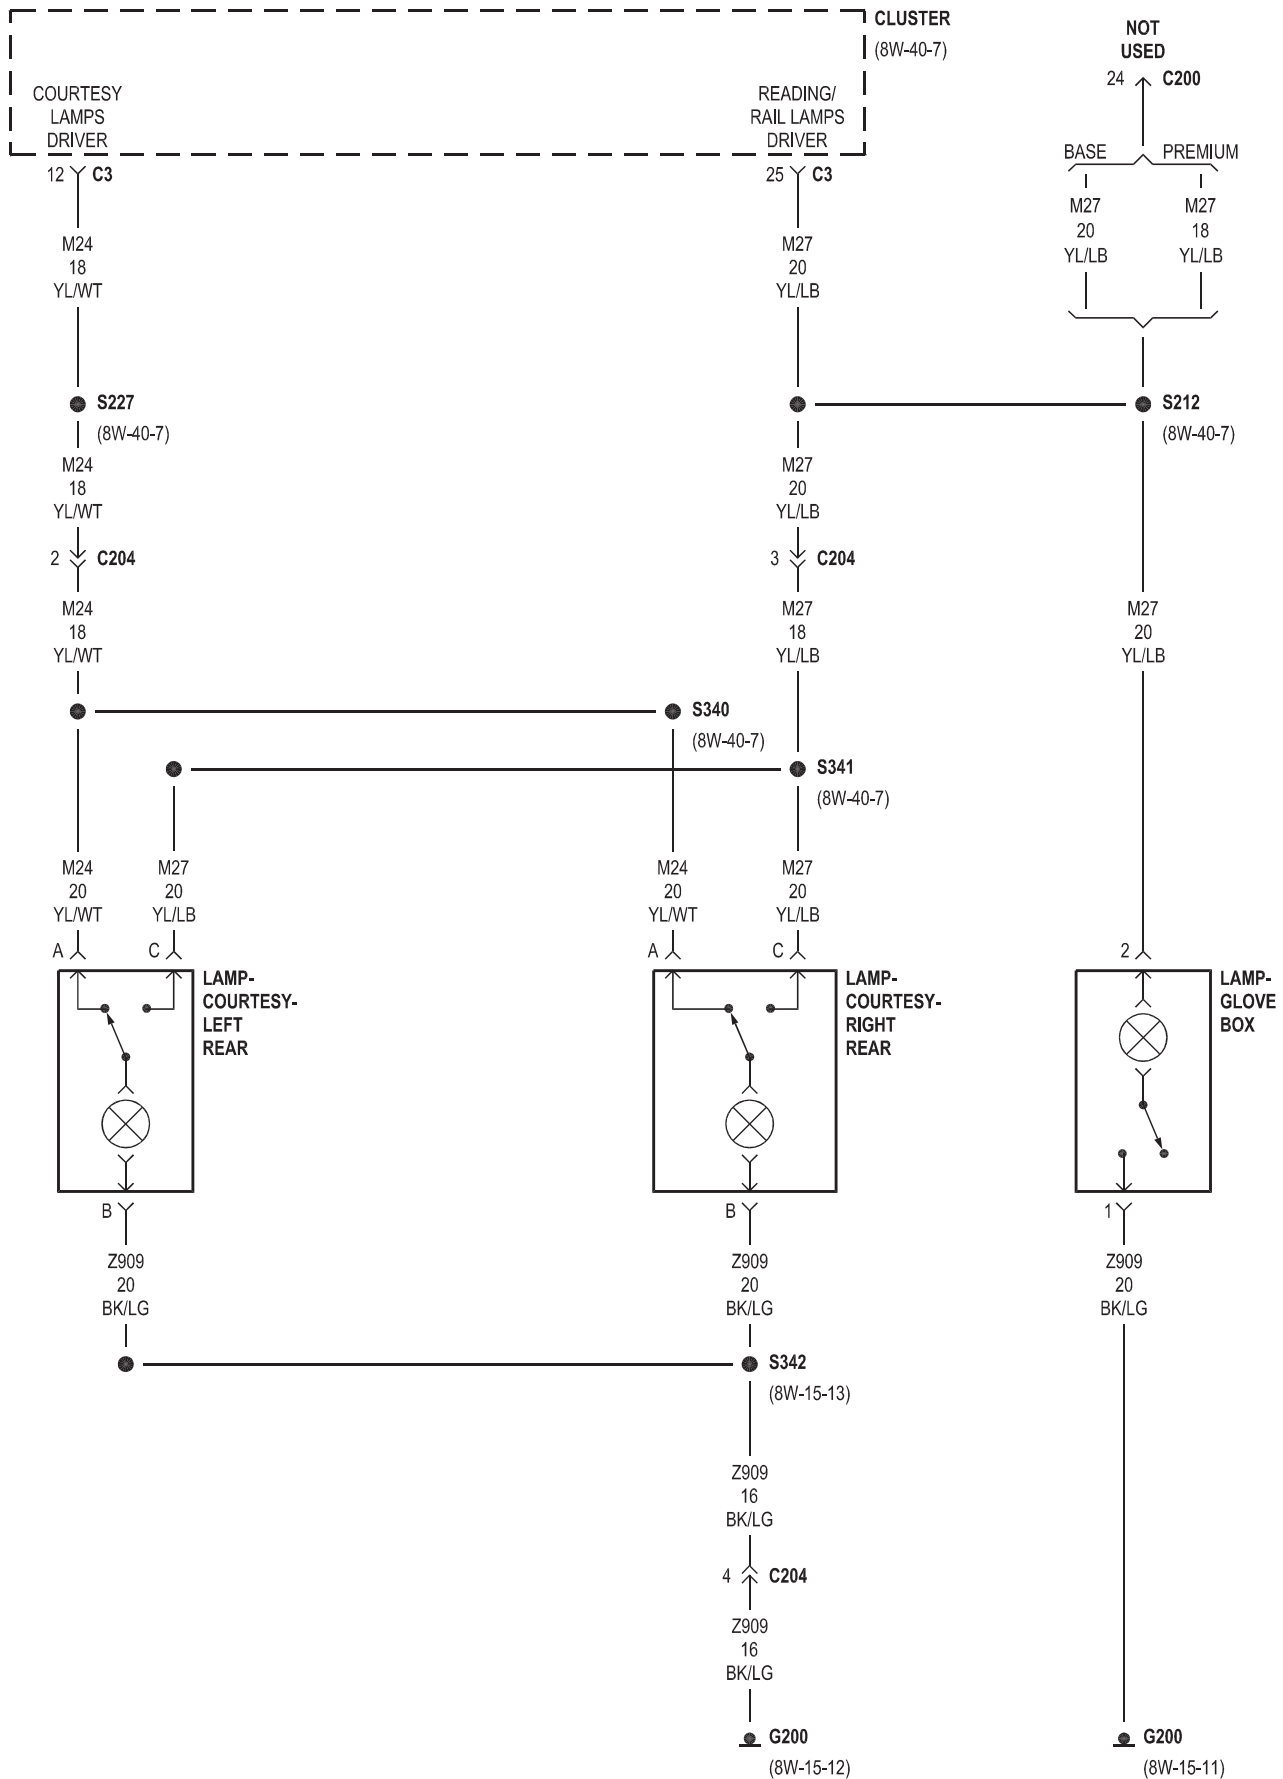 CLUSTER
(8W-40-7)
NOT
USED
24 C200
COURTESY
LAMPS
DRIVER
READING/
RAIL LAMPS
DRIVER
BASE PREMIUM
12 C3
25 C3
M27
20
YL/LB
M27
18
YL/LB
M24
18
YL/WT
M27
20
YL/LB
S227
(8W-40-7)
S212
(8W-40-7)
M24
18
YL/WT
M27
20
YL/LB
2 C204
3 C204
M24
18
YL/WT
M27
18
YL/LB
M27
20
YL/LB
S340
(8W-40-7)
S341
(8W-40-7)
M24
20
YL/WT
M27
20
YL/LB
M24
20
YL/WT
M27
20
YL/LB
A
C
A
C
2
LAMP-
COURTESY-
LEFT
REAR
LAMP-
COURTESY-
RIGHT
REAR
LAMP-
GLOVE
BOX
B
B
1
Z909
20
BK/LG
Z909
20
BK/LG
Z909
20
BK/LG
S342
(8W-15-13)
Z909
16
BK/LG
4 C204
Z909
16
BK/LG
G200
(8W-15-12)
G200
(8W-15-11)